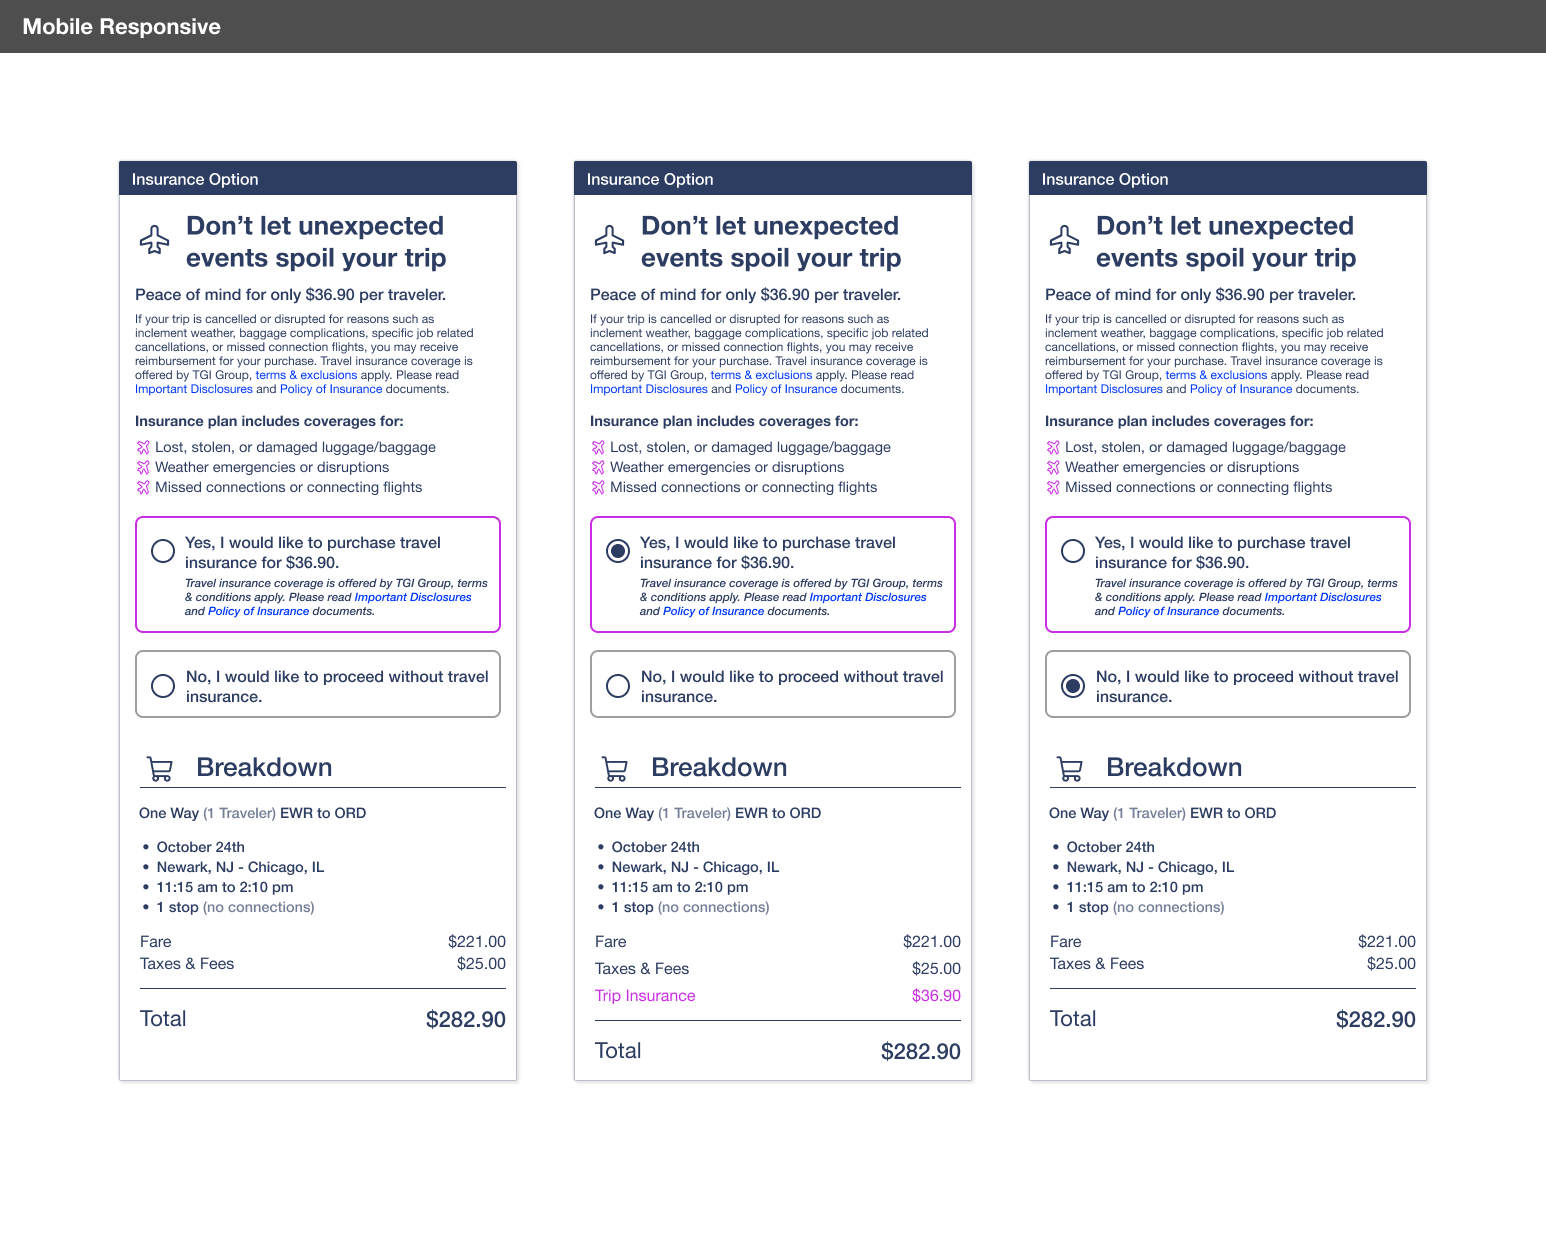 Mobile Responsive
Insurance Option
Don’t let unexpected
events spoil your trip
Peace of mind for only $36.90 per traveler.
If your trip is cancelled or disrupted for reasons such as
inclement weather, baggage complications, specific job related
cancellations, or missed connection flights, you may receive
reimbursement for your purchase. Travel insurance coverage is
offered by TGI Group, terms & exclusions apply. Please read
Important Disclosures and Policy of Insurance documents.
Insurance plan includes coverages for:
Lost, stolen, or damaged luggage/baggage
Weather emergencies or disruptions
Missed connections or connecting flights
Yes, I would like to purchase travel
insurance for $36.90.
Travel insurance coverage is offered by TGI Group, terms
& conditions apply. Please read Important Disclosures
and Policy of Insurance documents.
No, I would like to proceed without travel
insurance.
Breakdown
One Way (1 Traveler) EWR to ORD
• October 24th
• Newark, NJ - Chicago, IL
• 11:15 am to 2:10 pm
• 1 stop (no connections)
Fare $221.00
Taxes & Fees $25.00
Total $282.90
Insurance Option
Don’t let unexpected
events spoil your trip
Peace of mind for only $36.90 per traveler.
If your trip is cancelled or disrupted for reasons such as
inclement weather, baggage complications, specific job related
cancellations, or missed connection flights, you may receive
reimbursement for your purchase. Travel insurance coverage is
offered by TGI Group, terms & exclusions apply. Please read
Important Disclosures and Policy of Insurance documents.
Insurance plan includes coverages for:
Lost, stolen, or damaged luggage/baggage
Weather emergencies or disruptions
Missed connections or connecting flights
Yes, I would like to purchase travel
insurance for $36.90.
Travel insurance coverage is offered by TGI Group, terms
& conditions apply. Please read Important Disclosures
and Policy of Insurance documents.
No, I would like to proceed without travel
insurance.
Breakdown
One Way (1 Traveler) EWR to ORD
• October 24th
• Newark, NJ - Chicago, IL
• 11:15 am to 2:10 pm
• 1 stop (no connections)
Fare $221.00
Taxes & Fees $25.00
Trip Insurance $36.90
Total $282.90
Insurance Option
Don’t let unexpected
events spoil your trip
Peace of mind for only $36.90 per traveler.
If your trip is cancelled or disrupted for reasons such as
inclement weather, baggage complications, specific job related
cancellations, or missed connection flights, you may receive
reimbursement for your purchase. Travel insurance coverage is
offered by TGI Group, terms & exclusions apply. Please read
Important Disclosures and Policy of Insurance documents.
Insurance plan includes coverages for:
Lost, stolen, or damaged luggage/baggage
Weather emergencies or disruptions
Missed connections or connecting flights
Yes, I would like to purchase travel
insurance for $36.90.
Travel insurance coverage is offered by TGI Group, terms
& conditions apply. Please read Important Disclosures
and Policy of Insurance documents.
No, I would like to proceed without travel
insurance.
Breakdown
One Way (1 Traveler) EWR to ORD
• October 24th
• Newark, NJ - Chicago, IL
• 11:15 am to 2:10 pm
• 1 stop (no connections)
Fare $221.00
Taxes & Fees $25.00
Total $282.90